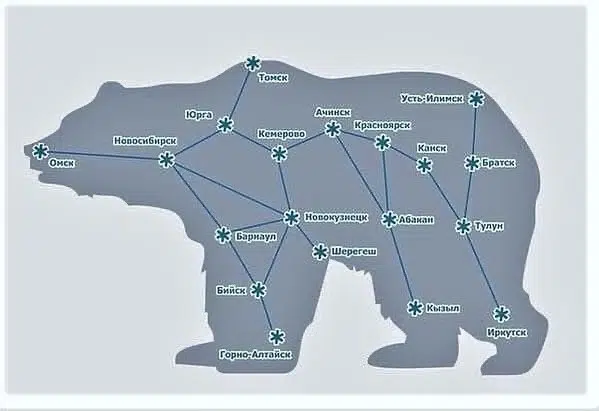 Томск
Усть-Илимск
Юрга
Ачинск
Красноярск
Новосибирск
Кемерово
Канск
Омск
Братск
Новокузнецк
Абакан
Тулун
Барнаул
Шерегеш
Бийск
Кызыл
Иркутск
Горно-Алтайск